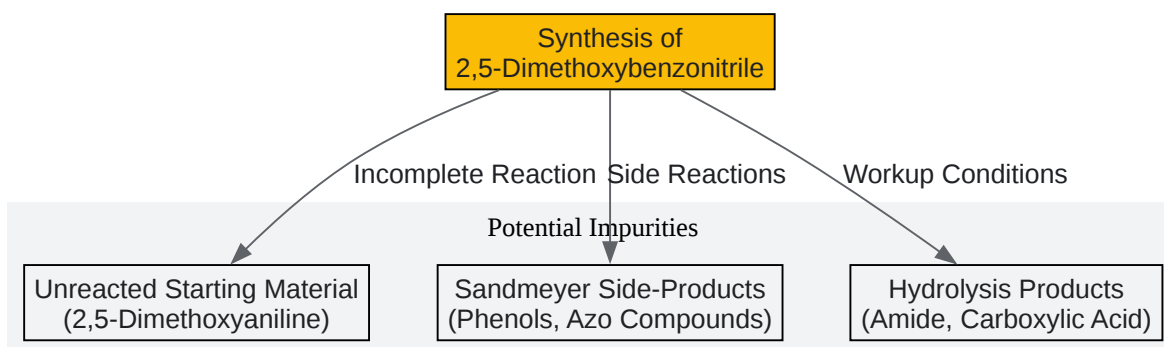 Synthesis of
2,5-Dimethoxybenzonitrile
Incomplete Reaction
Side Reactions
Workup Conditions
Potential Impurities
Unreacted Starting Material
(2,5-Dimethoxyaniline)
Sandmeyer Side-Products
(Phenols, Azo Compounds)
Hydrolysis Products
(Amide, Carboxylic Acid)